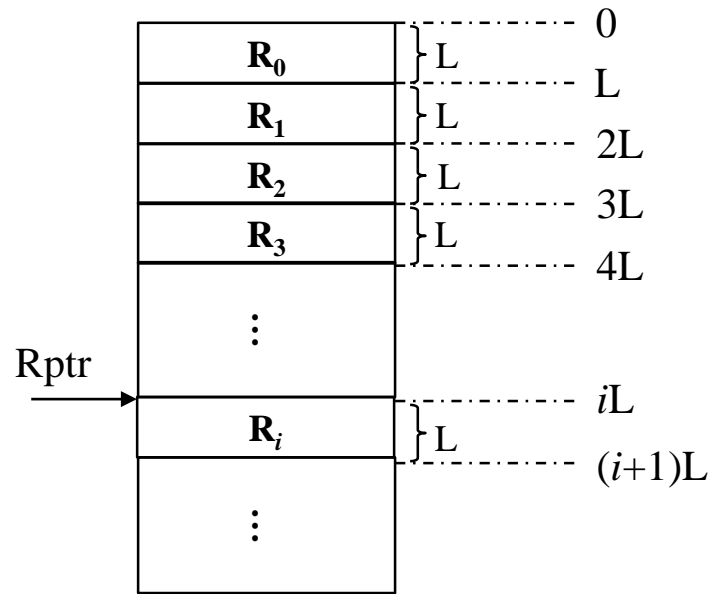 0
R₀ L
L
R₁ L
2L
R₂ L
3L
R₃ L
4L
⋮
Rptr
iL
Rᵢ L
(i+1)L
⋮